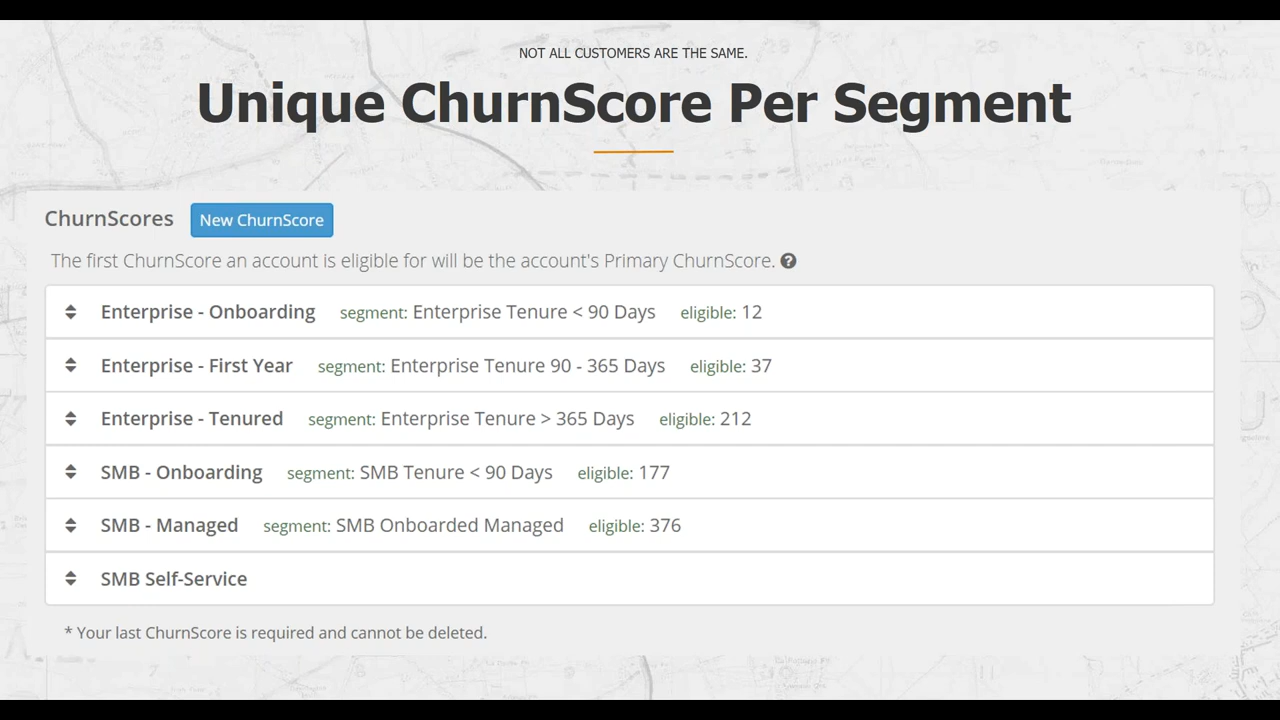 NOT ALL CUSTOMERS ARE THE SAME.
Unique ChurnScore Per Segment
ChurnScores New ChurnScore
The first ChurnScore an account is eligible for will be the account's Primary ChurnScore. ?
Enterprise - Onboarding segment: Enterprise Tenure < 90 Days eligible: 12
Enterprise - First Year segment: Enterprise Tenure 90 - 365 Days eligible: 37
Enterprise - Tenured segment: Enterprise Tenure > 365 Days eligible: 212
SMB - Onboarding segment: SMB Tenure < 90 Days eligible: 177
SMB - Managed segment: SMB Onboarded Managed eligible: 376
SMB Self-Service
* Your last ChurnScore is required and cannot be deleted.